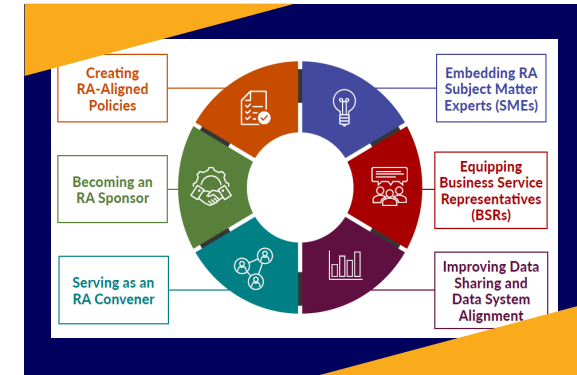 Creating
RA-Aligned
Policies
Embedding RA
Subject Matter
Experts (SMEs)
Becoming an
RA Sponsor
Equipping
Business Service
Representatives
(BSRs)
Serving as an
RA Convener
Improving Data
Sharing and
Data System
Alignment